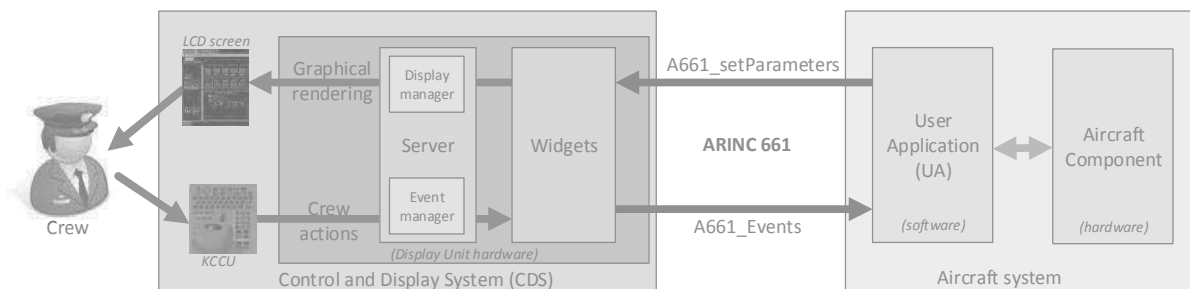 LCD screen
Graphical
rendering
Display
manager
Server
Event
manager
Widgets
Crew
KCCU
Crew
actions
(Display Unit hardware)
Control and Display System (CDS)
A661_setParameters
ARINC 661
A661_Events
User
Application
(UA)
(software)
Aircraft
Component
(hardware)
Aircraft system